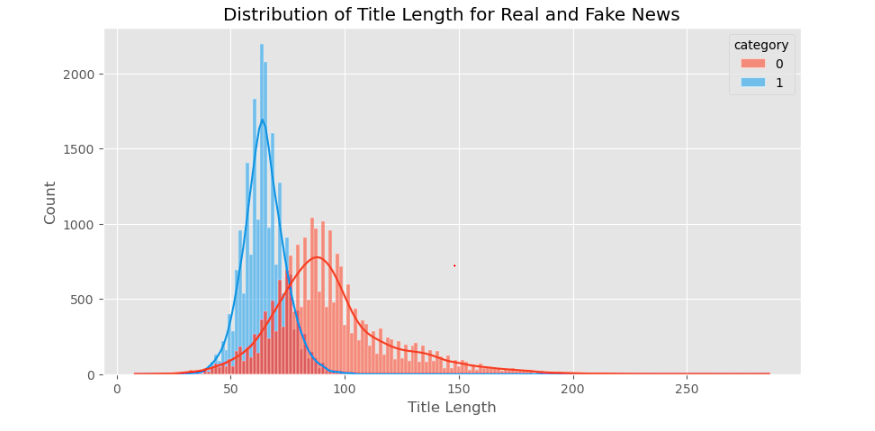 Distribution of Title Length for Real and Fake News
category
0
1
2000
1500
1000
500
0
Count
0 50 100 150 200 250
Title Length